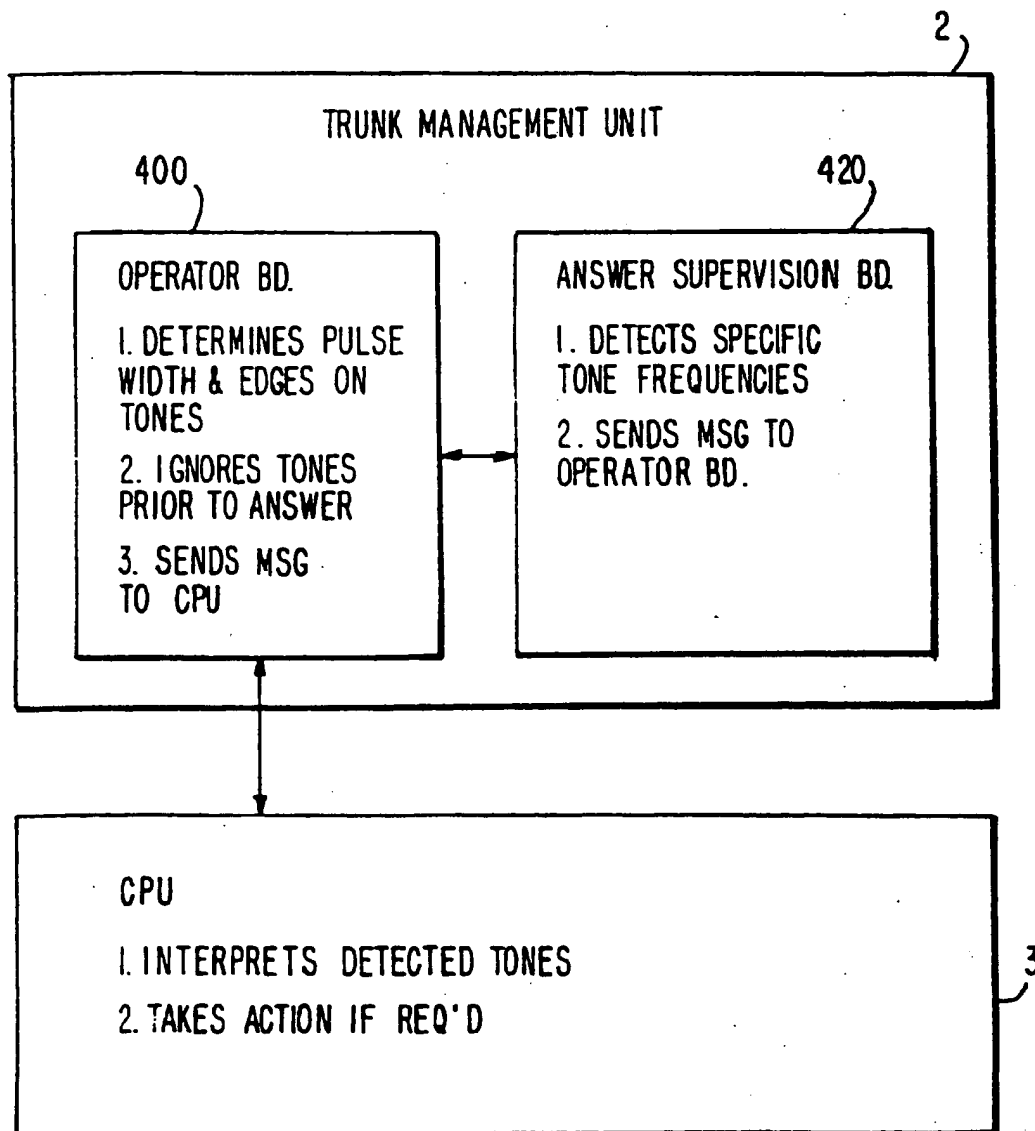 2
TRUNK MANAGEMENT UNIT
400
420
OPERATOR BD.
1. DETERMINES PULSE
WIDTH & EDGES ON
TONES
2. IGNORES TONES
PRIOR TO ANSWER
3. SENDS MSG
TO CPU
ANSWER SUPERVISION BD.
1. DETECTS SPECIFIC
TONE FREQUENCIES
2. SENDS MSG TO
OPERATOR BD.
CPU
1. INTERPRETS DETECTED TONES
2. TAKES ACTION IF REQ'D
3